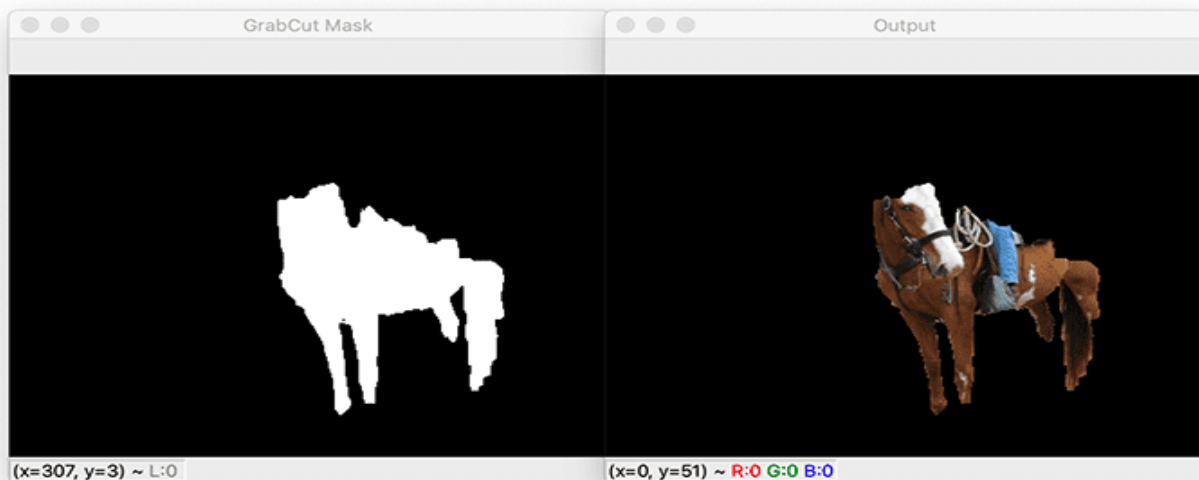 GrabCut Mask
Output
(x=307, y=3) ~ L:0
(x=0, y=51) ~ R:0 G:0 B:0